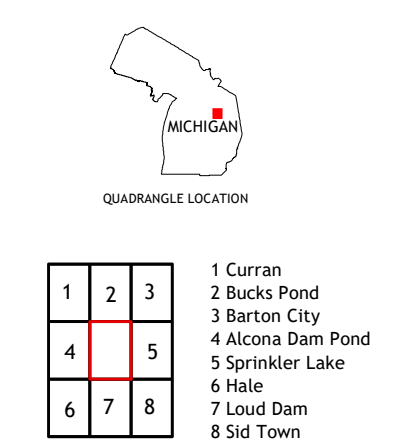 MICHIGAN
QUADRANGLE LOCATION
1 2 3
4 5
6 7 8
1 Curran
2 Bucks Pond
3 Barton City
4 Alcona Dam Pond
5 Sprinkler Lake
6 Hale
7 Loud Dam
8 Sid Town